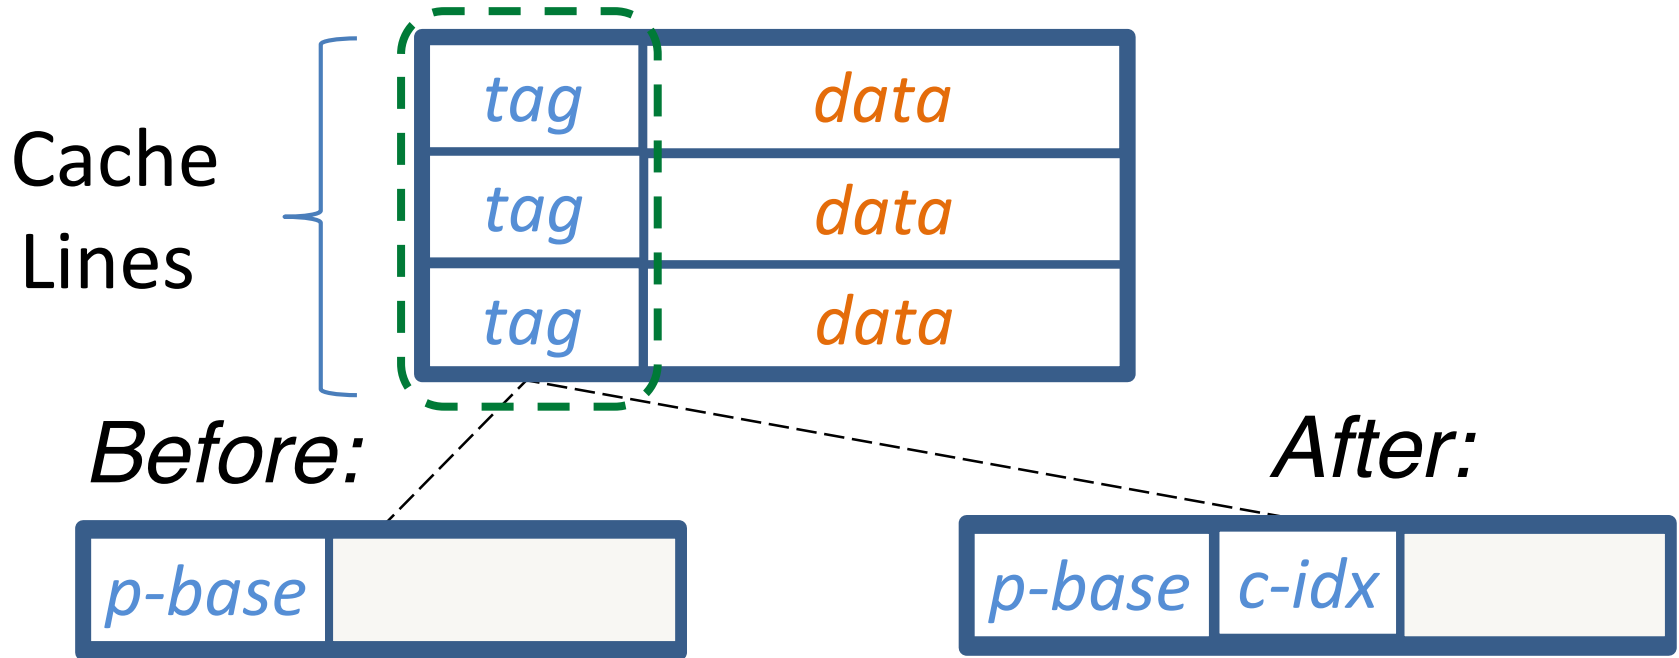 tag data
Cache
tag data
Lines
tag data
Before: After:
p-base p-base c-idx